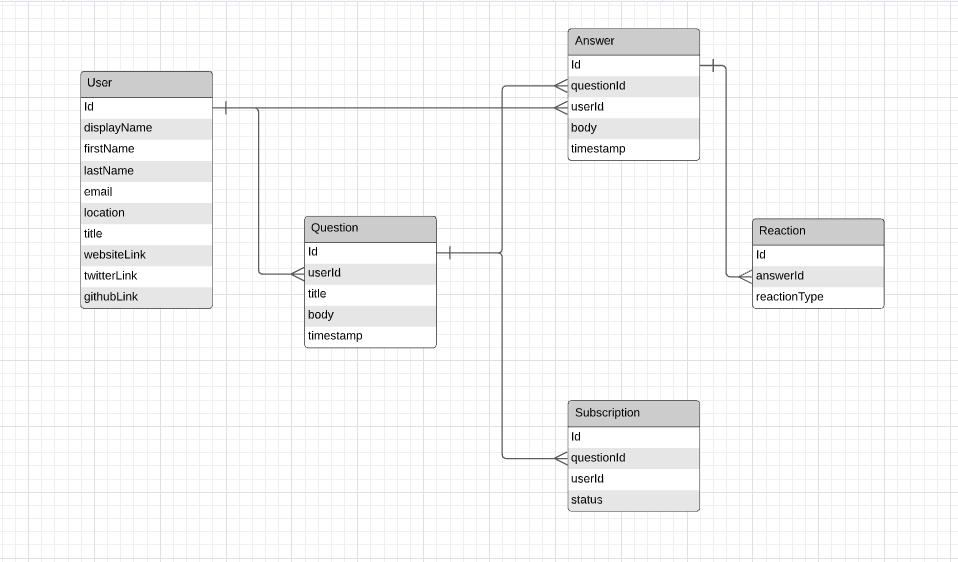 User
Id
displayName
firstName
lastName
email
location
title
websiteLink
twitterLink
githubLink
Question
Id
userId
title
body
timestamp
Answer
Id
questionId
userId
body
timestamp
Reaction
Id
answerId
reactionType
Subscription
Id
questionId
userId
status